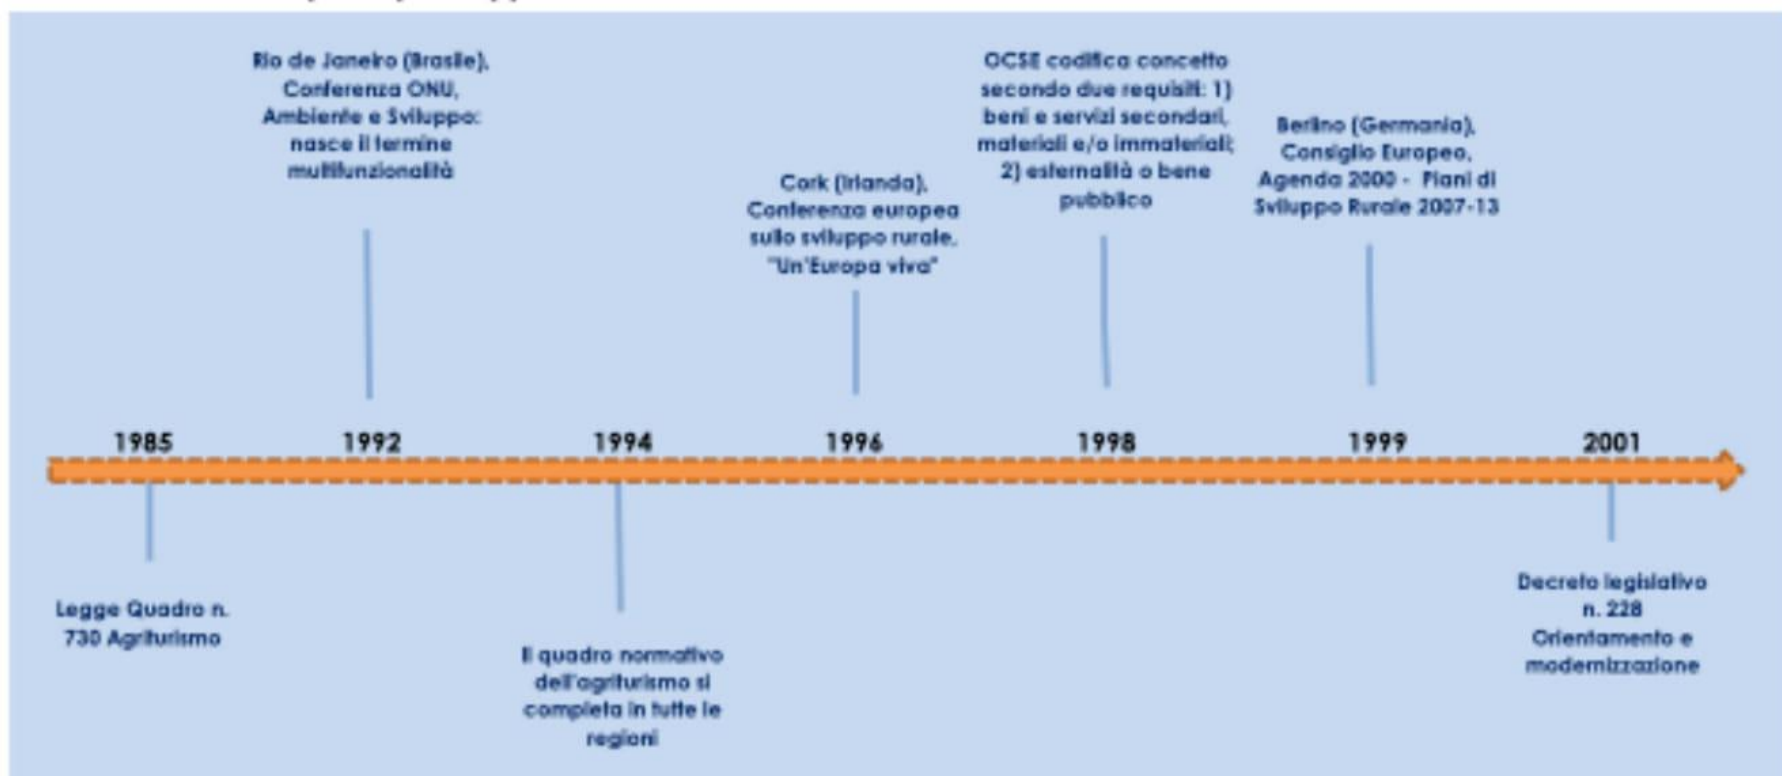 Rio de Janeiro (Brasile),
Conferenza ONU,
Ambiente e Sviluppo:
nasce il termine
multifunzionalità
Cork (Irlanda),
Conferenza europea
sullo sviluppo rurale,
"Un'Europa viva"
OCSE codifica concetto
secondo due requisiti: 1)
beni e servizi secondari,
materiali e/o immateriali;
2) esternalità o bene
pubblico
Berlino (Germania),
Consiglio Europeo,
Agenda 2000 - Piani di
Sviluppo Rurale 2007-13
1985 1992 1994 1996 1998 1999 2001
Legge Quadro n.
730 Agriturismo
Il quadro normativo
dell'agriturismo si
completa in tutte le
regioni
Decreto legislativo
n. 228
Orientamento e
modernizzazione